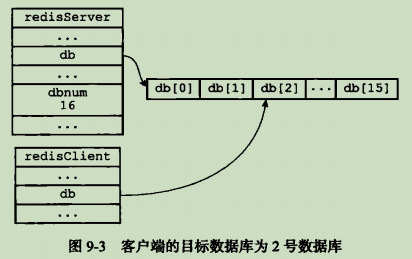 redisServer
...
db
...
dbnum
16
...
db[0] db[1] db[2] ... db[15]
redisClient
...
db
...
图 9-3 客户端的目标数据库为 2 号数据库